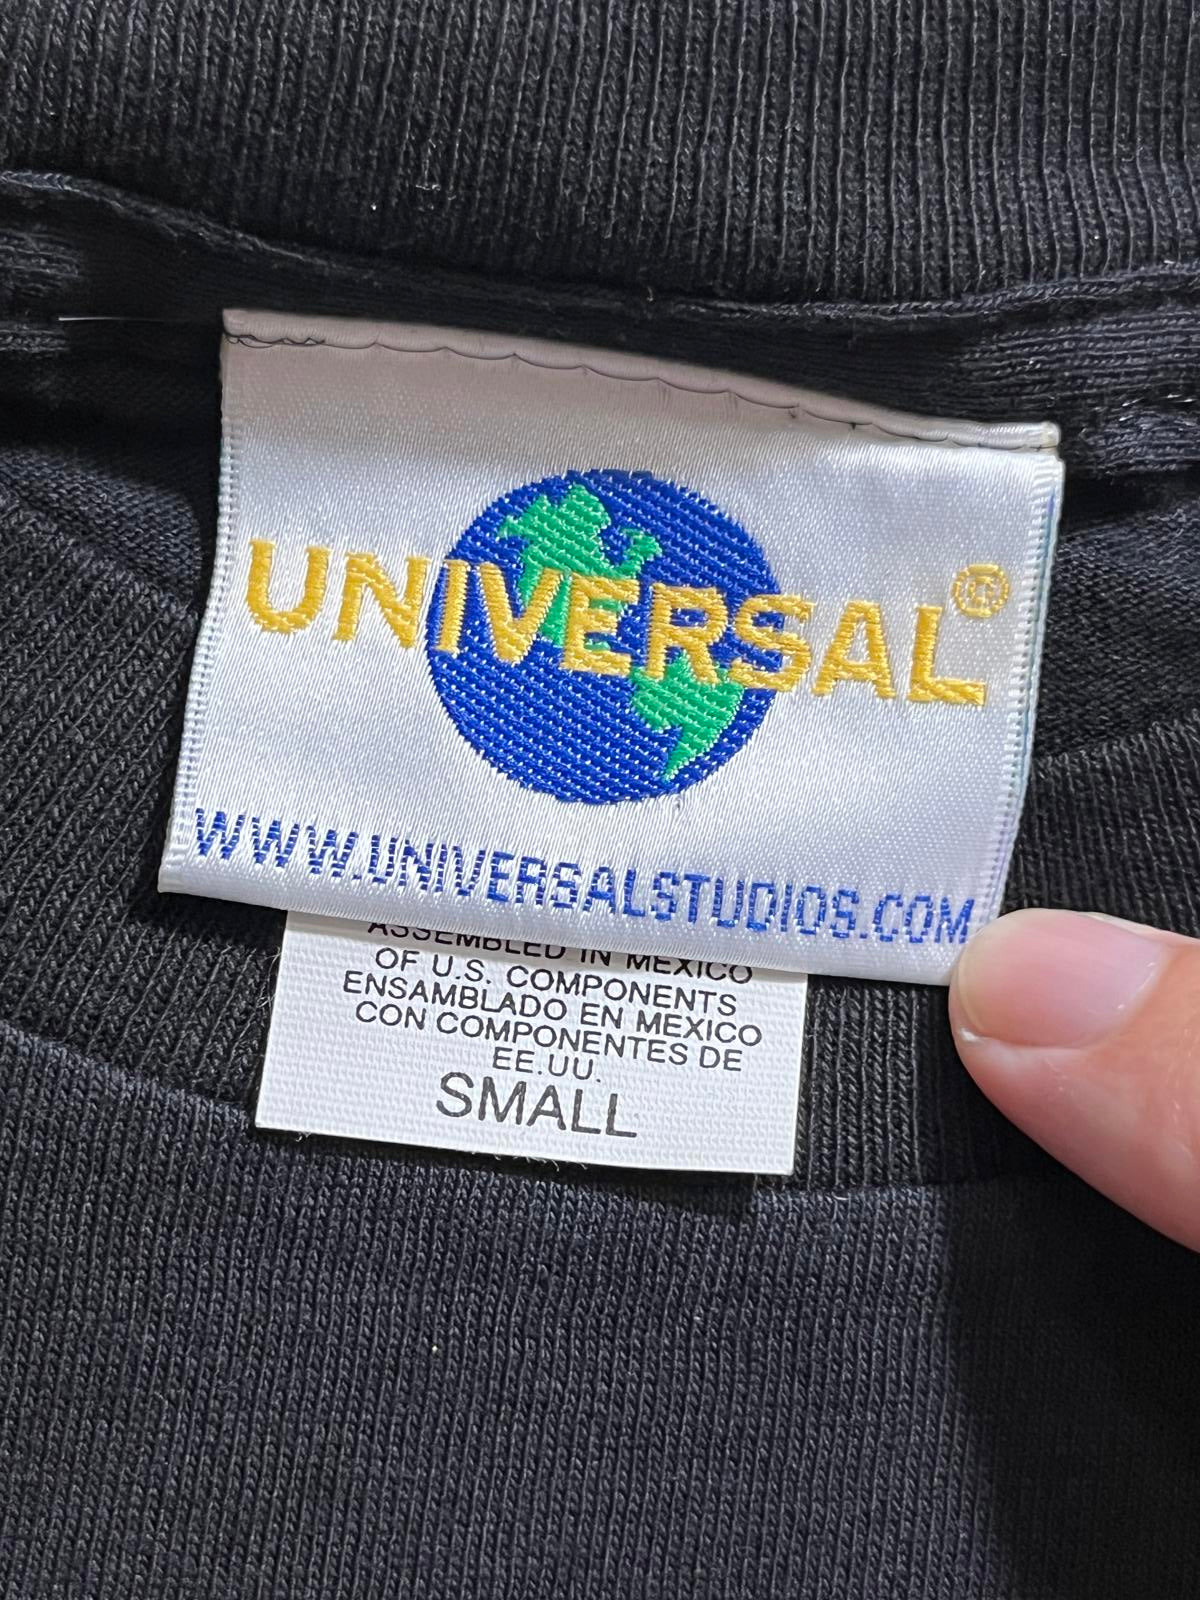 UNIVERSAL®
WWW.UNIVERSALSTUDIOS.COM
ASSEMBLED IN MEXICO
OF U.S. COMPONENTS
ENSAMBLADO EN MEXICO
CON COMPONENTES DE
EE.UU.
SMALL